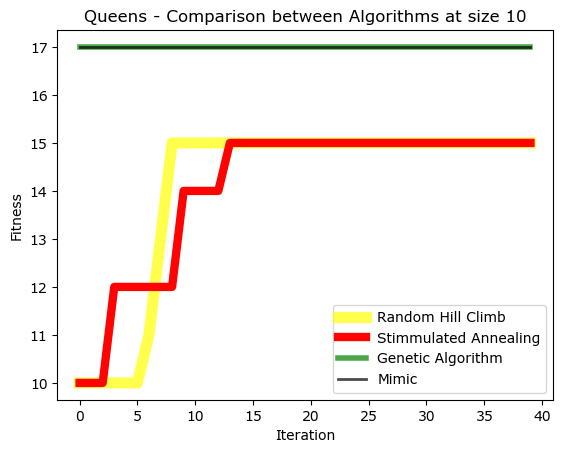 Queens - Comparison between Algorithms at size 10
17
16
15
14
13
12
11
10
Fitness
Random Hill Climb
Stimmulated Annealing
Genetic Algorithm
Mimic
0 5 10 15 20 25 30 35 40
Iteration